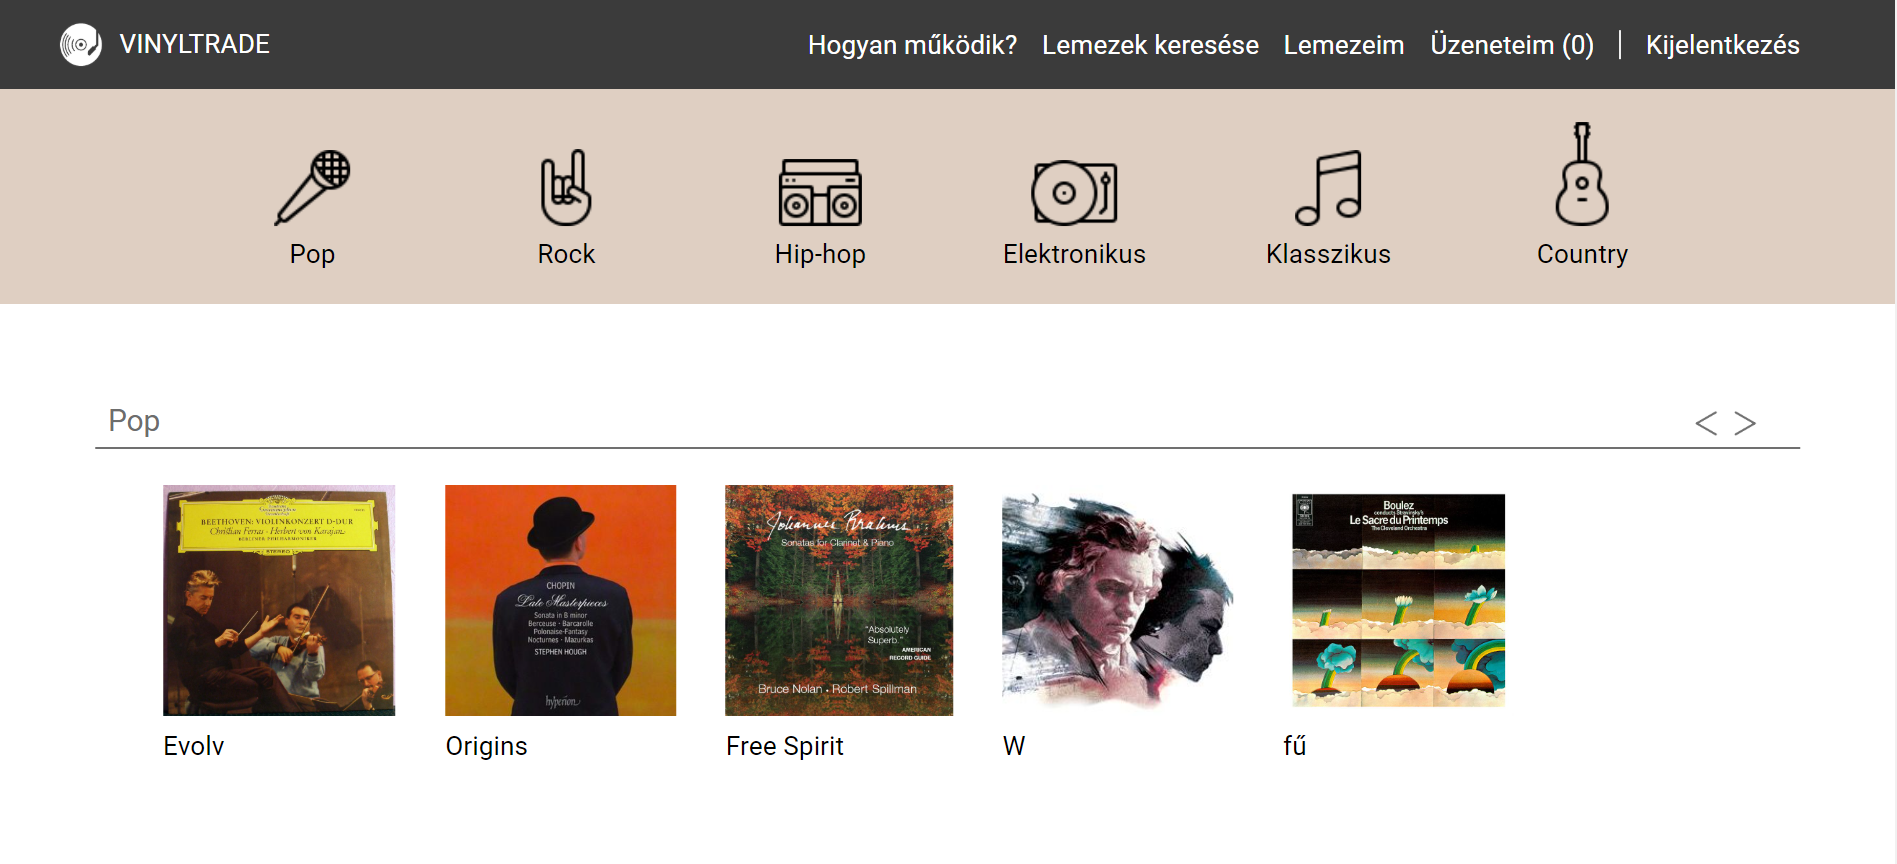 VINYLTRADE
Hogyan működik? Lemezek keresése Lemezeim Üzeneteim (0) | Kijelentkezés
Pop Rock Hip-hop Elektronikus Klasszikus Country
Pop
< >
BEETHOVEN: VIOLINKONZERT D-DUR
Christian Ferras · Herbert von Karajan
BERLINER PHILHARMONIKER
STEREO
CHOPIN
Late Masterpieces
Sonata in B minor
Berceuse · Barcarolle
Polonaise-Fantasy
Nocturnes · Mazurkas
STEPHEN HOUGH
hyperion
Johannes Brahms
Sonatas for Clarinet & Piano
"Absolutely
Superb."
AMERICAN
RECORD GUIDE
Bruce Nolan • Robert Spillman
Boulez
conducts Stravinsky's
Le Sacre du Printemps
The Cleveland Orchestra
Evolv
Origins
Free Spirit
W
fű